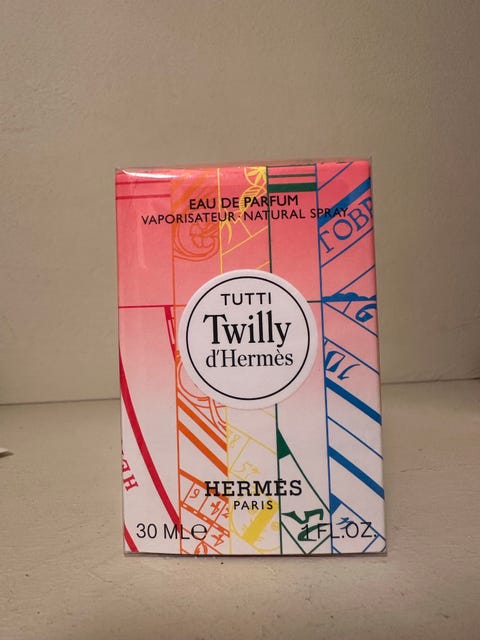 EAU DE PARFUM
VAPORISATEUR·NATURAL SPRAY
TUTTI
Twilly
d'Hermès
HERMÈS
PARIS
30 ML℮ 1 FL.OZ.